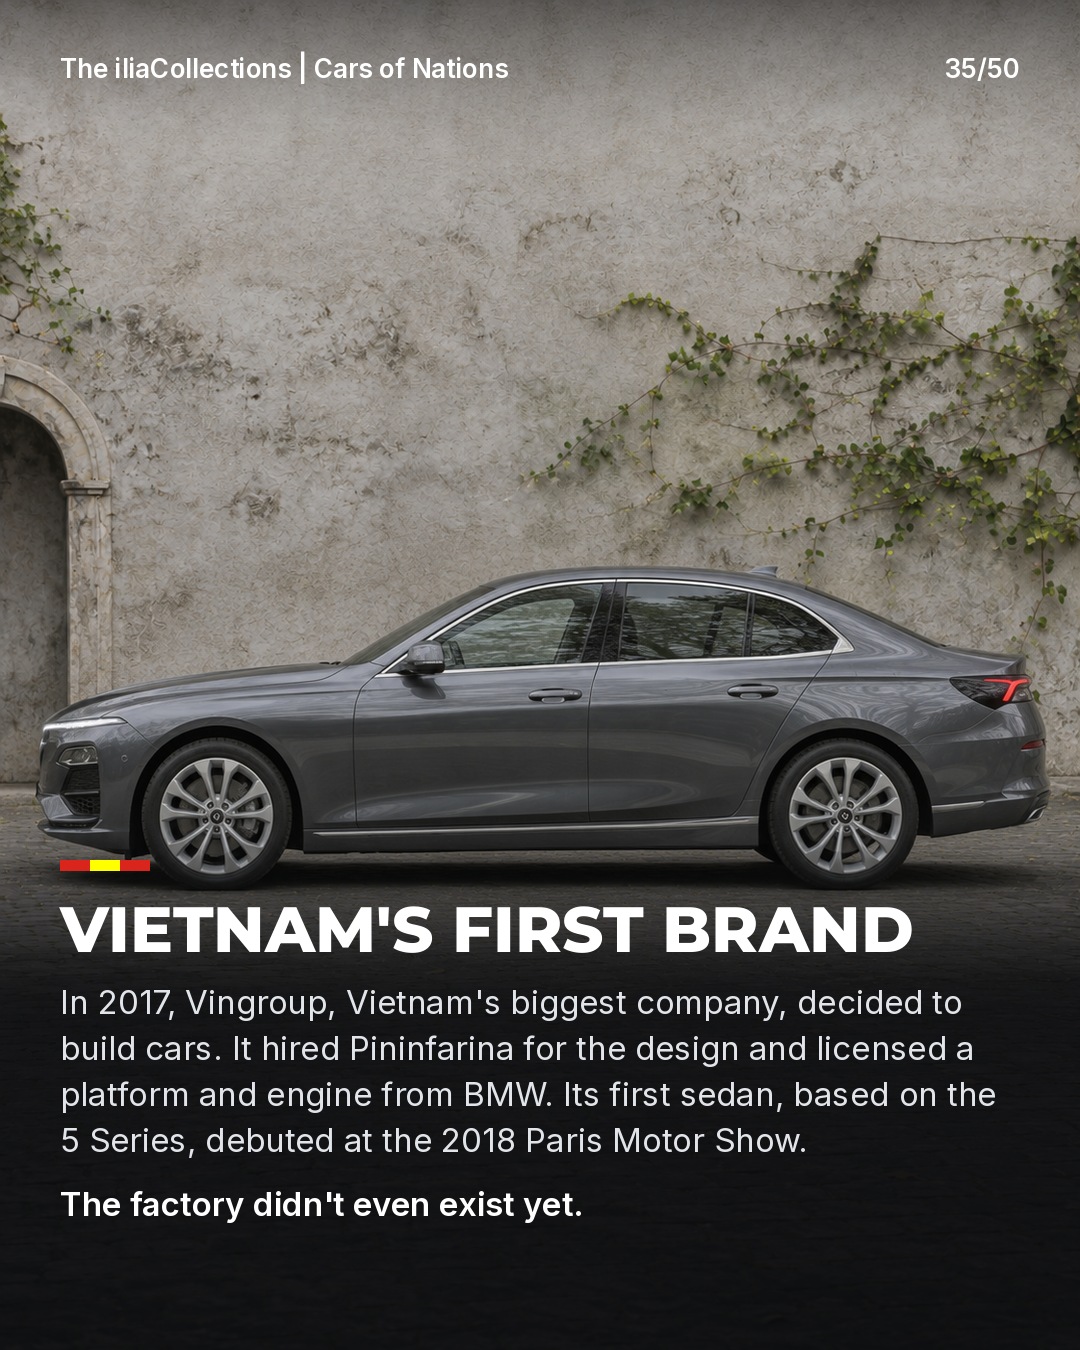 The iliaCollections | Cars of Nations
35/50
VIETNAM'S FIRST BRAND
In 2017, Vingroup, Vietnam's biggest company, decided to
build cars. It hired Pininfarina for the design and licensed a
platform and engine from BMW. Its first sedan, based on the
5 Series, debuted at the 2018 Paris Motor Show.
The factory didn't even exist yet.